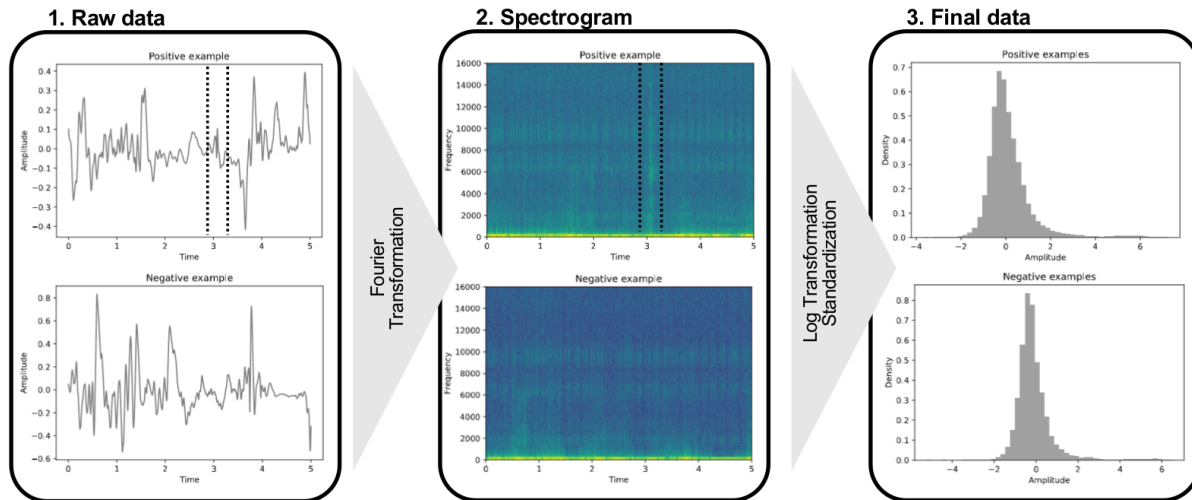 1. Raw data
Positive example
Amplitude
0.4
0.3
0.2
0.1
0.0
−0.1
−0.2
−0.3
−0.4
0 1 2 3 4 5
Time
Negative example
Amplitude
0.8
0.6
0.4
0.2
0.0
−0.2
−0.4
−0.6
0 1 2 3 4 5
Time
Fourier
Transformation
2. Spectrogram
Positive example
Frequency
16000
14000
12000
10000
8000
6000
4000
2000
0
0 1 2 3 4 5
Time
Negative example
Frequency
16000
14000
12000
10000
8000
6000
4000
2000
0
0 1 2 3 4 5
Time
Log Transformation
Standardization
3. Final data
Positive examples
Density
0.7
0.6
0.5
0.4
0.3
0.2
0.1
0.0
−4 −2 0 2 4 6
Amplitude
Negative examples
Density
0.8
0.7
0.6
0.5
0.4
0.3
0.2
0.1
0.0
−4 −2 0 2 4 6
Amplitude